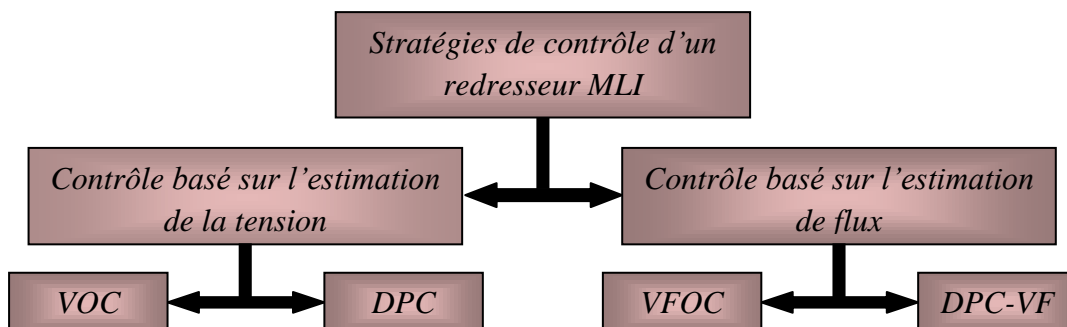 Stratégies de contrôle d’un
redresseur MLI
Contrôle basé sur l’estimation
de la tension
Contrôle basé sur l’estimation
de flux
VOC
DPC
VFOC
DPC-VF